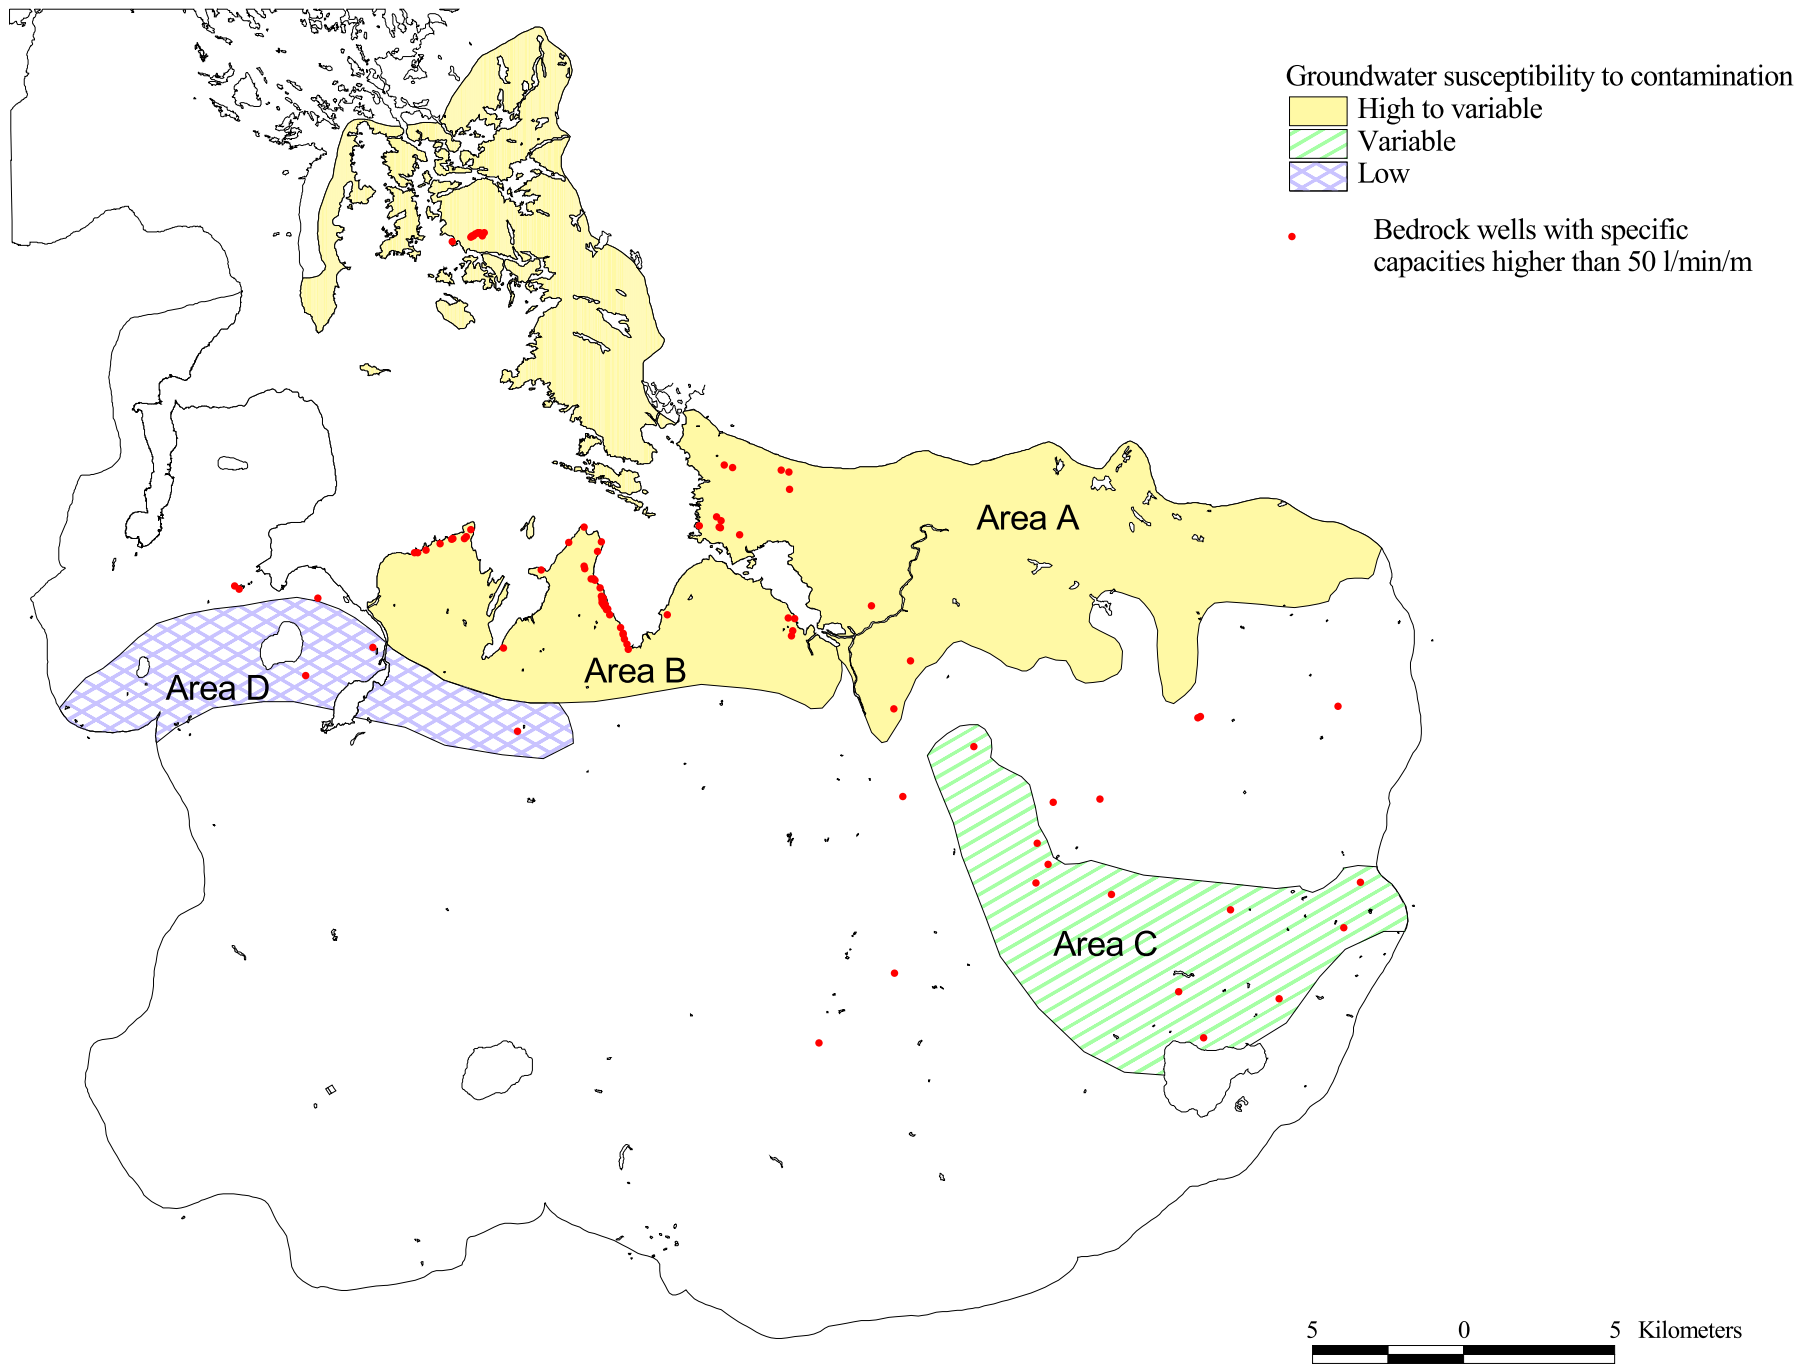 Groundwater susceptibility to contamination
High to variable
Variable
Low
Bedrock wells with specific
capacities higher than 50 l/min/m
Area A
Area B
Area D
Area C
5 0 5 Kilometers